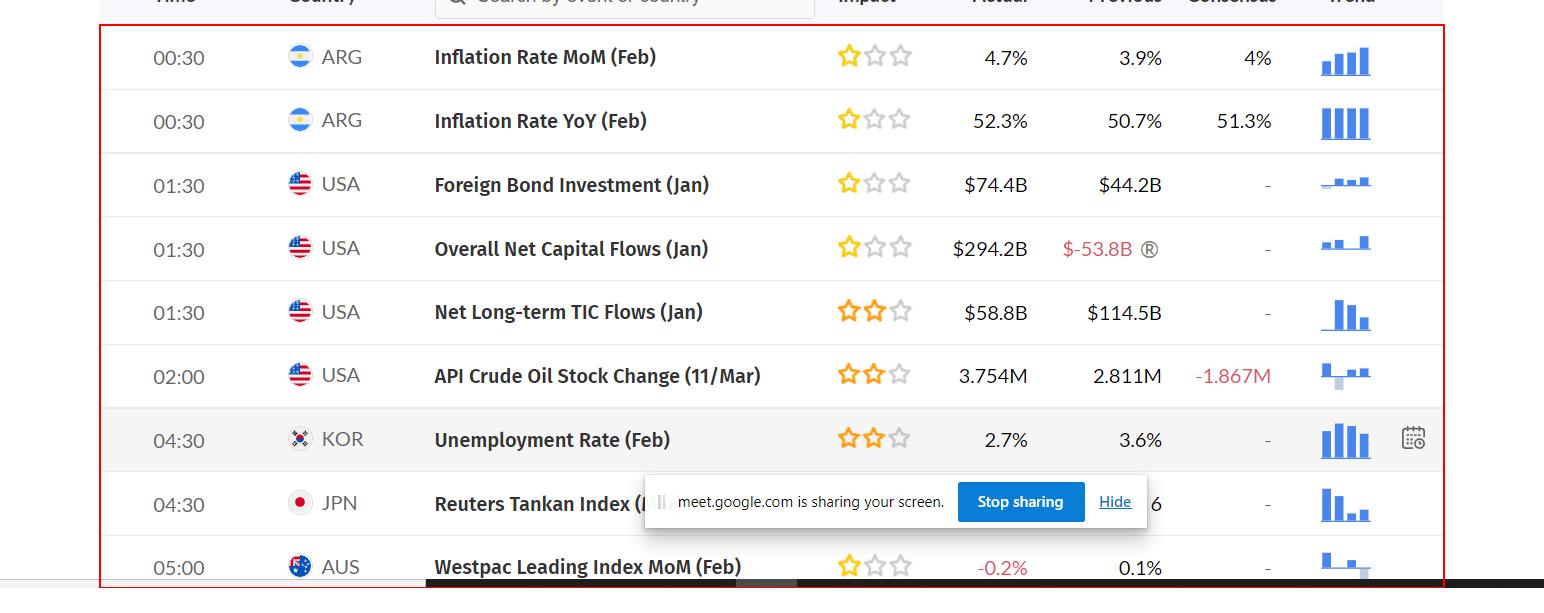 Time Country Search by event or country Impact Actual Previous Consensus Trend
00:30 ARG Inflation Rate MoM (Feb) 4.7% 3.9% 4%
00:30 ARG Inflation Rate YoY (Feb) 52.3% 50.7% 51.3%
01:30 USA Foreign Bond Investment (Jan) $74.4B $44.2B -
01:30 USA Overall Net Capital Flows (Jan) $294.2B $-53.8B ® -
01:30 USA Net Long-term TIC Flows (Jan) $58.8B $114.5B -
02:00 USA API Crude Oil Stock Change (11/Mar) 3.754M 2.811M -1.867M
04:30 KOR Unemployment Rate (Feb) 2.7% 3.6% -
04:30 JPN Reuters Tankan Index ( 6 -
meet.google.com is sharing your screen. Stop sharing Hide
05:00 AUS Westpac Leading Index MoM (Feb) -0.2% 0.1% -